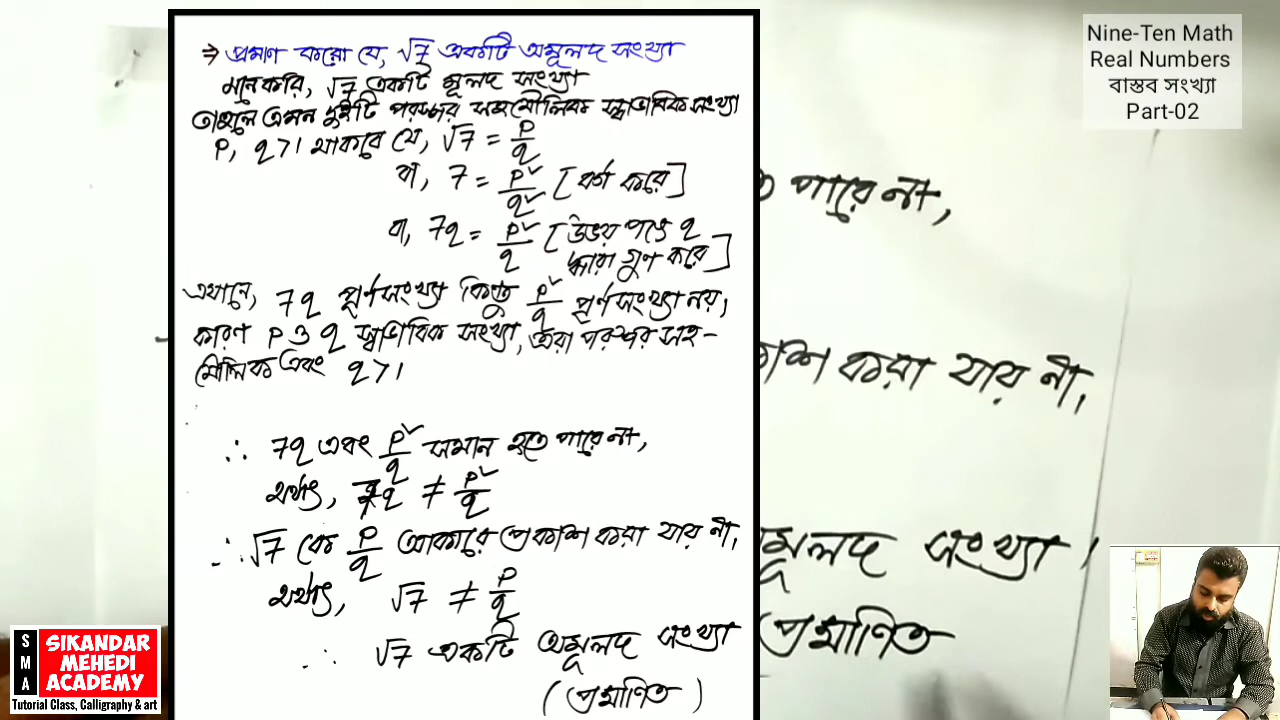 ⇒ প্রমাণ করো যে, √7 একটি অমূলদ সংখ্যা
মনে করি, √7 একটি মূলদ সংখ্যা
তাহলে এমন দুইটি পরস্পর সহমৌলিক স্বাভাবিক সংখ্যা
P, q>1 থাকবে যে, √7 = P/q
বা, 7 = P²/q² [বর্গ করে]
বা, 7q = P²/q [উভয় পক্ষে q
দ্বারা গুণ করে]
এখানে, 7q পূর্ণসংখ্যা কিন্তু P²/q পূর্ণসংখ্যা নয়,
কারণ P ও q স্বাভাবিক সংখ্যা, এরা পরস্পর সহ-
মৌলিক এবং q>1
∴ 7q এবং P²/q সমান হতে পারে না,
অর্থাৎ, 7q ≠ P²/q
∴ √7 কে P/q আকারে প্রকাশ করা যায় না,
অর্থাৎ, √7 ≠ P/q
∴ √7 একটি অমূলদ সংখ্যা
(প্রমাণিত)
Nine-Ten Math
Real Numbers
বাস্তব সংখ্যা
Part-02
পারে না,
করা যায় না,
মূলদ সংখ্যা।
প্রমাণিত
SMA
SIKANDAR
MEHEDI
ACADEMY
Tutorial Class, Calligraphy & art